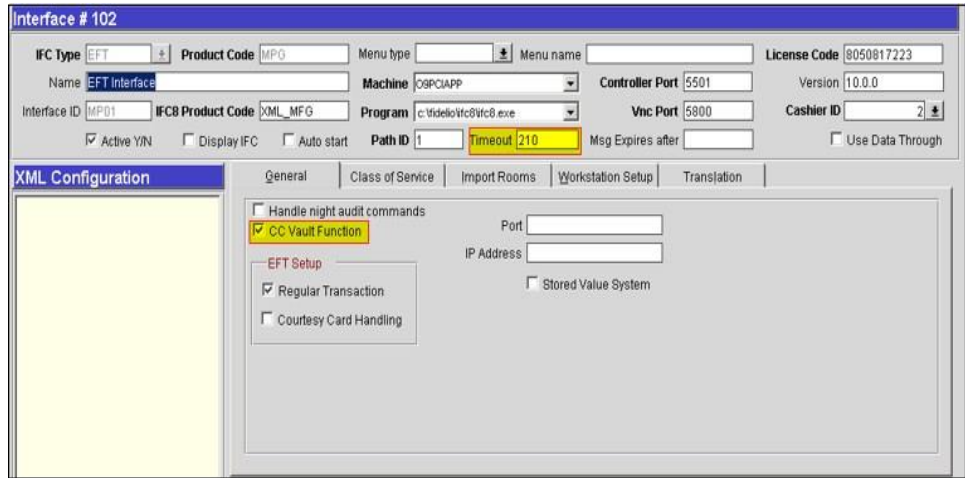 Interface # 102
IFC Type EFT Product Code MPG Menu type Menu name License Code 8050817223
Name EFT Interface Machine O9PCIAPP Controller Port 5501 Version 10.0.0
Interface ID MP01 IFC8 Product Code XML_MFG Program c:\fidelio\ifc8\ifc8.exe Vnc Port 5800 Cashier ID 2
Active Y/N Display IFC Auto start Path ID 1 Timeout 210 Msg Expires after Use Data Through
XML Configuration
General Class of Service Import Rooms Workstation Setup Translation
Handle night audit commands
CC Vault Function
Port
IP Address
EFT Setup
Stored Value System
Regular Transaction
Courtesy Card Handling